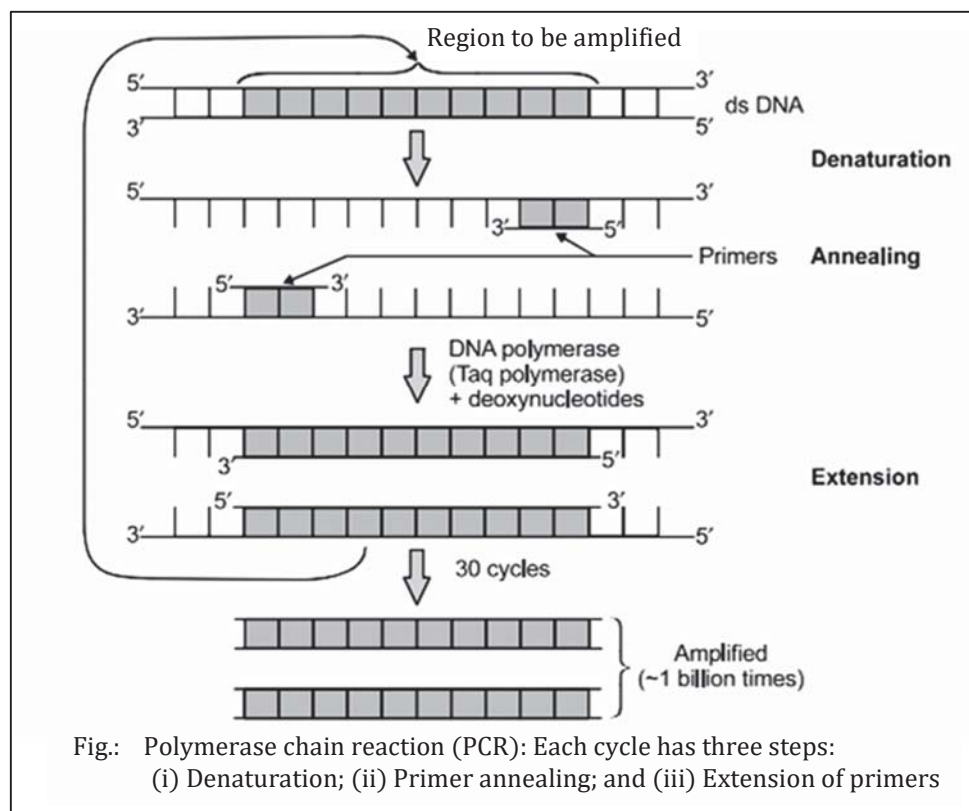 Region to be amplified
5′ 3′
ds DNA
3′ 5′
Denaturation
5′ 3′
3′ 5′
Primers Annealing
5′ 3′
3′ 5′
DNA polymerase
(Taq polymerase)
+ deoxynucleotides
5′ 3′
3′ 5′
Extension
5′ 3′
3′ 5′
30 cycles
Amplified
(~1 billion times)
Fig.: Polymerase chain reaction (PCR): Each cycle has three steps:
(i) Denaturation; (ii) Primer annealing; and (iii) Extension of primers